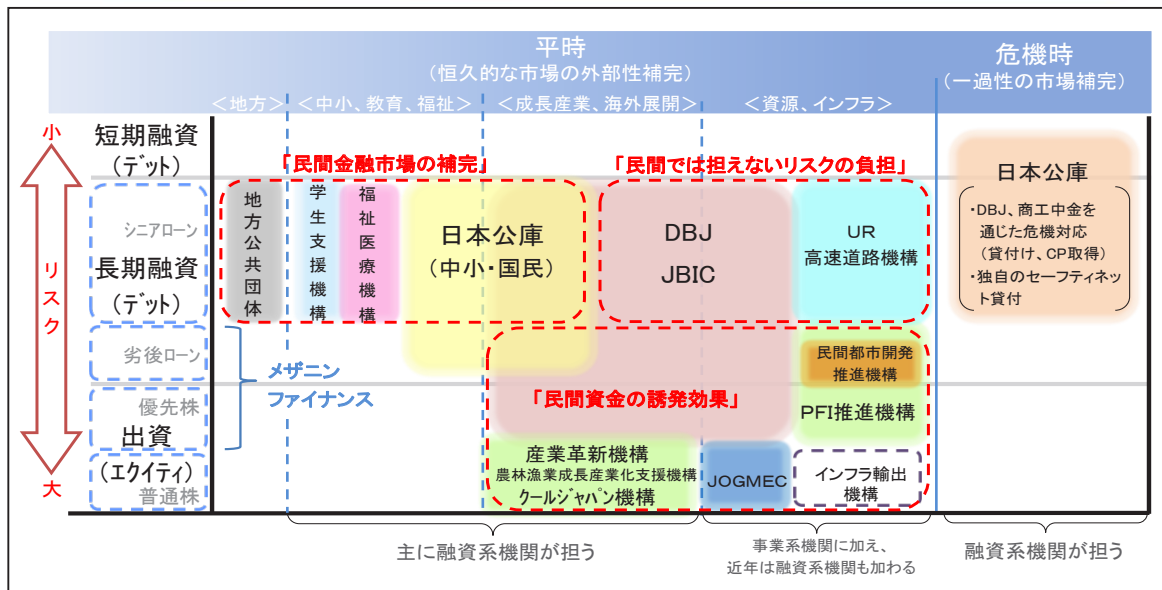 平時
(恒久的な市場の外部性補完)
危機時
(一過性の市場補完)
<地方>
<中小、教育、福祉>
<成長産業、海外展開>
<資源、インフラ>
小
リスク
大
短期融資
(デット)
シニアローン
長期融資
(デット)
劣後ローン
優先株
出資
(エクイティ)
普通株
メザニン
ファイナンス
「民間金融市場の補完」
「民間では担えないリスクの負担」
地方公共団体
学生支援機構
福祉医療機構
日本公庫
(中小・国民)
DBJ
JBIC
UR
高速道路機構
「民間資金の誘発効果」
民間都市開発
推進機構
PFI推進機構
産業革新機構
農林漁業成長産業化支援機構
クールジャパン機構
JOGMEC
インフラ輸出
機構
日本公庫
・DBJ、商工中金を
通じた危機対応
(貸付け、CP取得)
・独自のセーフティネッ
ト貸付
主に融資系機関が担う
事業系機関に加え、
近年は融資系機関も加わる
融資系機関が担う